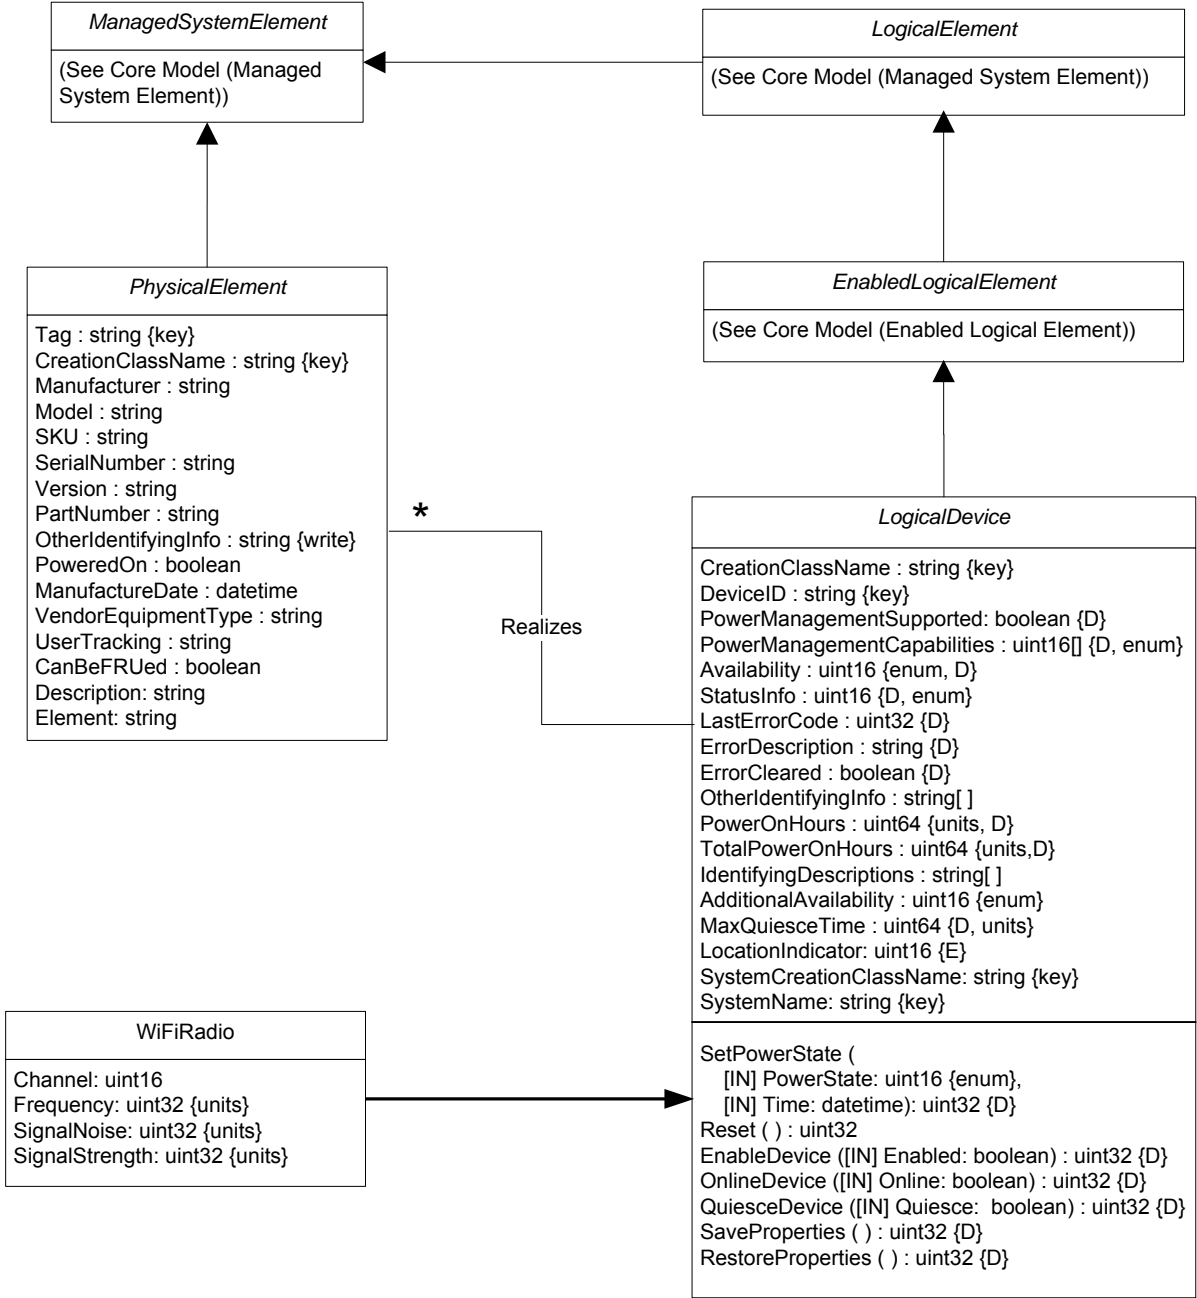 ManagedSystemElement
(See Core Model (Managed
System Element))
LogicalElement
(See Core Model (Managed System Element))
PhysicalElement
Tag : string {key}
CreationClassName : string {key}
Manufacturer : string
Model : string
SKU : string
SerialNumber : string
Version : string
PartNumber : string
OtherIdentifyingInfo : string {write}
PoweredOn : boolean
ManufactureDate : datetime
VendorEquipmentType : string
UserTracking : string
CanBeFRUed : boolean
Description: string
Element: string
EnabledLogicalElement
(See Core Model (Enabled Logical Element))
*
Realizes
LogicalDevice
CreationClassName : string {key}
DeviceID : string {key}
PowerManagementSupported: boolean {D}
PowerManagementCapabilities : uint16[] {D, enum}
Availability : uint16 {enum, D}
StatusInfo : uint16 {D, enum}
LastErrorCode : uint32 {D}
ErrorDescription : string {D}
ErrorCleared : boolean {D}
OtherIdentifyingInfo : string[ ]
PowerOnHours : uint64 {units, D}
TotalPowerOnHours : uint64 {units,D}
IdentifyingDescriptions : string[ ]
AdditionalAvailability : uint16 {enum}
MaxQuiesceTime : uint64 {D, units}
LocationIndicator: uint16 {E}
SystemCreationClassName: string {key}
SystemName: string {key}
SetPowerState (
[IN] PowerState: uint16 {enum},
[IN] Time: datetime): uint32 {D}
Reset ( ) : uint32
EnableDevice ([IN] Enabled: boolean) : uint32 {D}
OnlineDevice ([IN] Online: boolean) : uint32 {D}
QuiesceDevice ([IN] Quiesce: boolean) : uint32 {D}
SaveProperties ( ) : uint32 {D}
RestoreProperties ( ) : uint32 {D}
WiFiRadio
Channel: uint16
Frequency: uint32 {units}
SignalNoise: uint32 {units}
SignalStrength: uint32 {units}